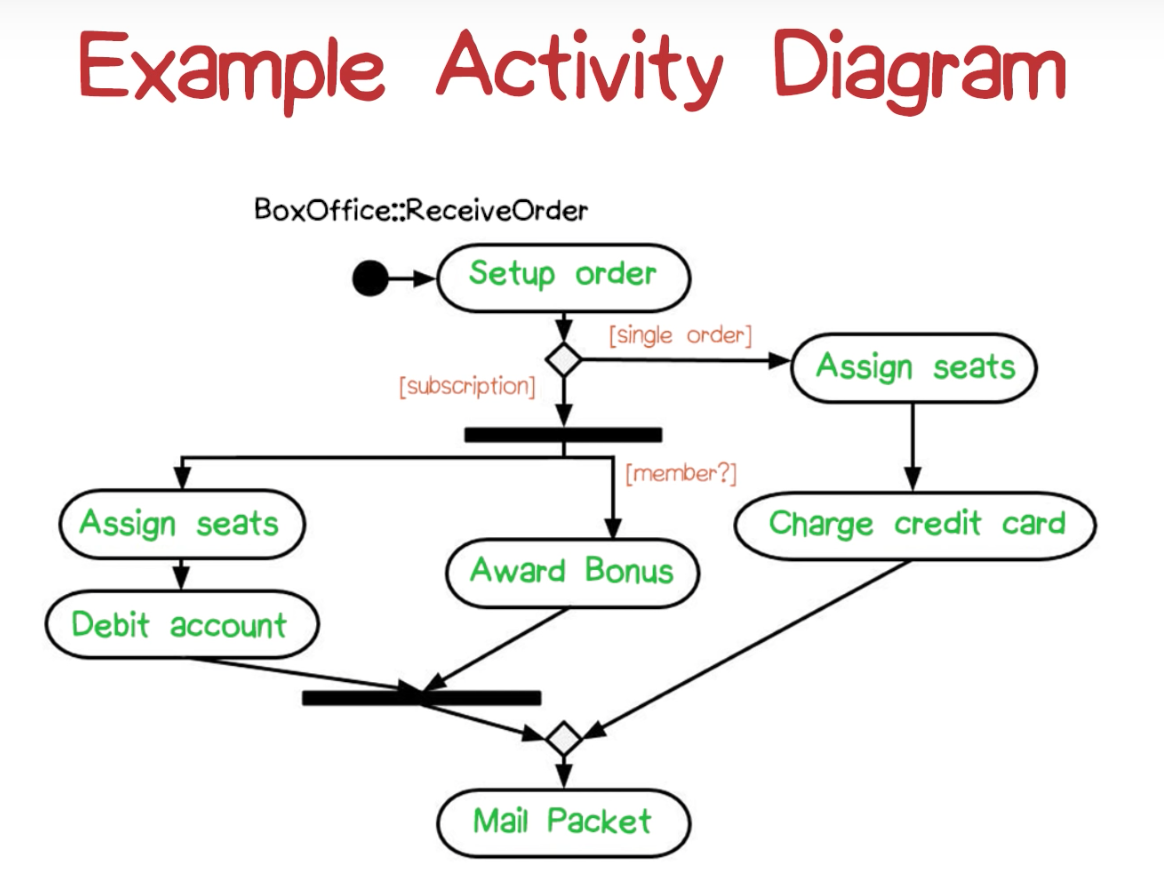 Example Activity Diagram
BoxOffice::ReceiveOrder
Setup order
[single order]
Assign seats
[subscription]
[member?]
Assign seats
Charge credit card
Award Bonus
Debit account
Mail Packet